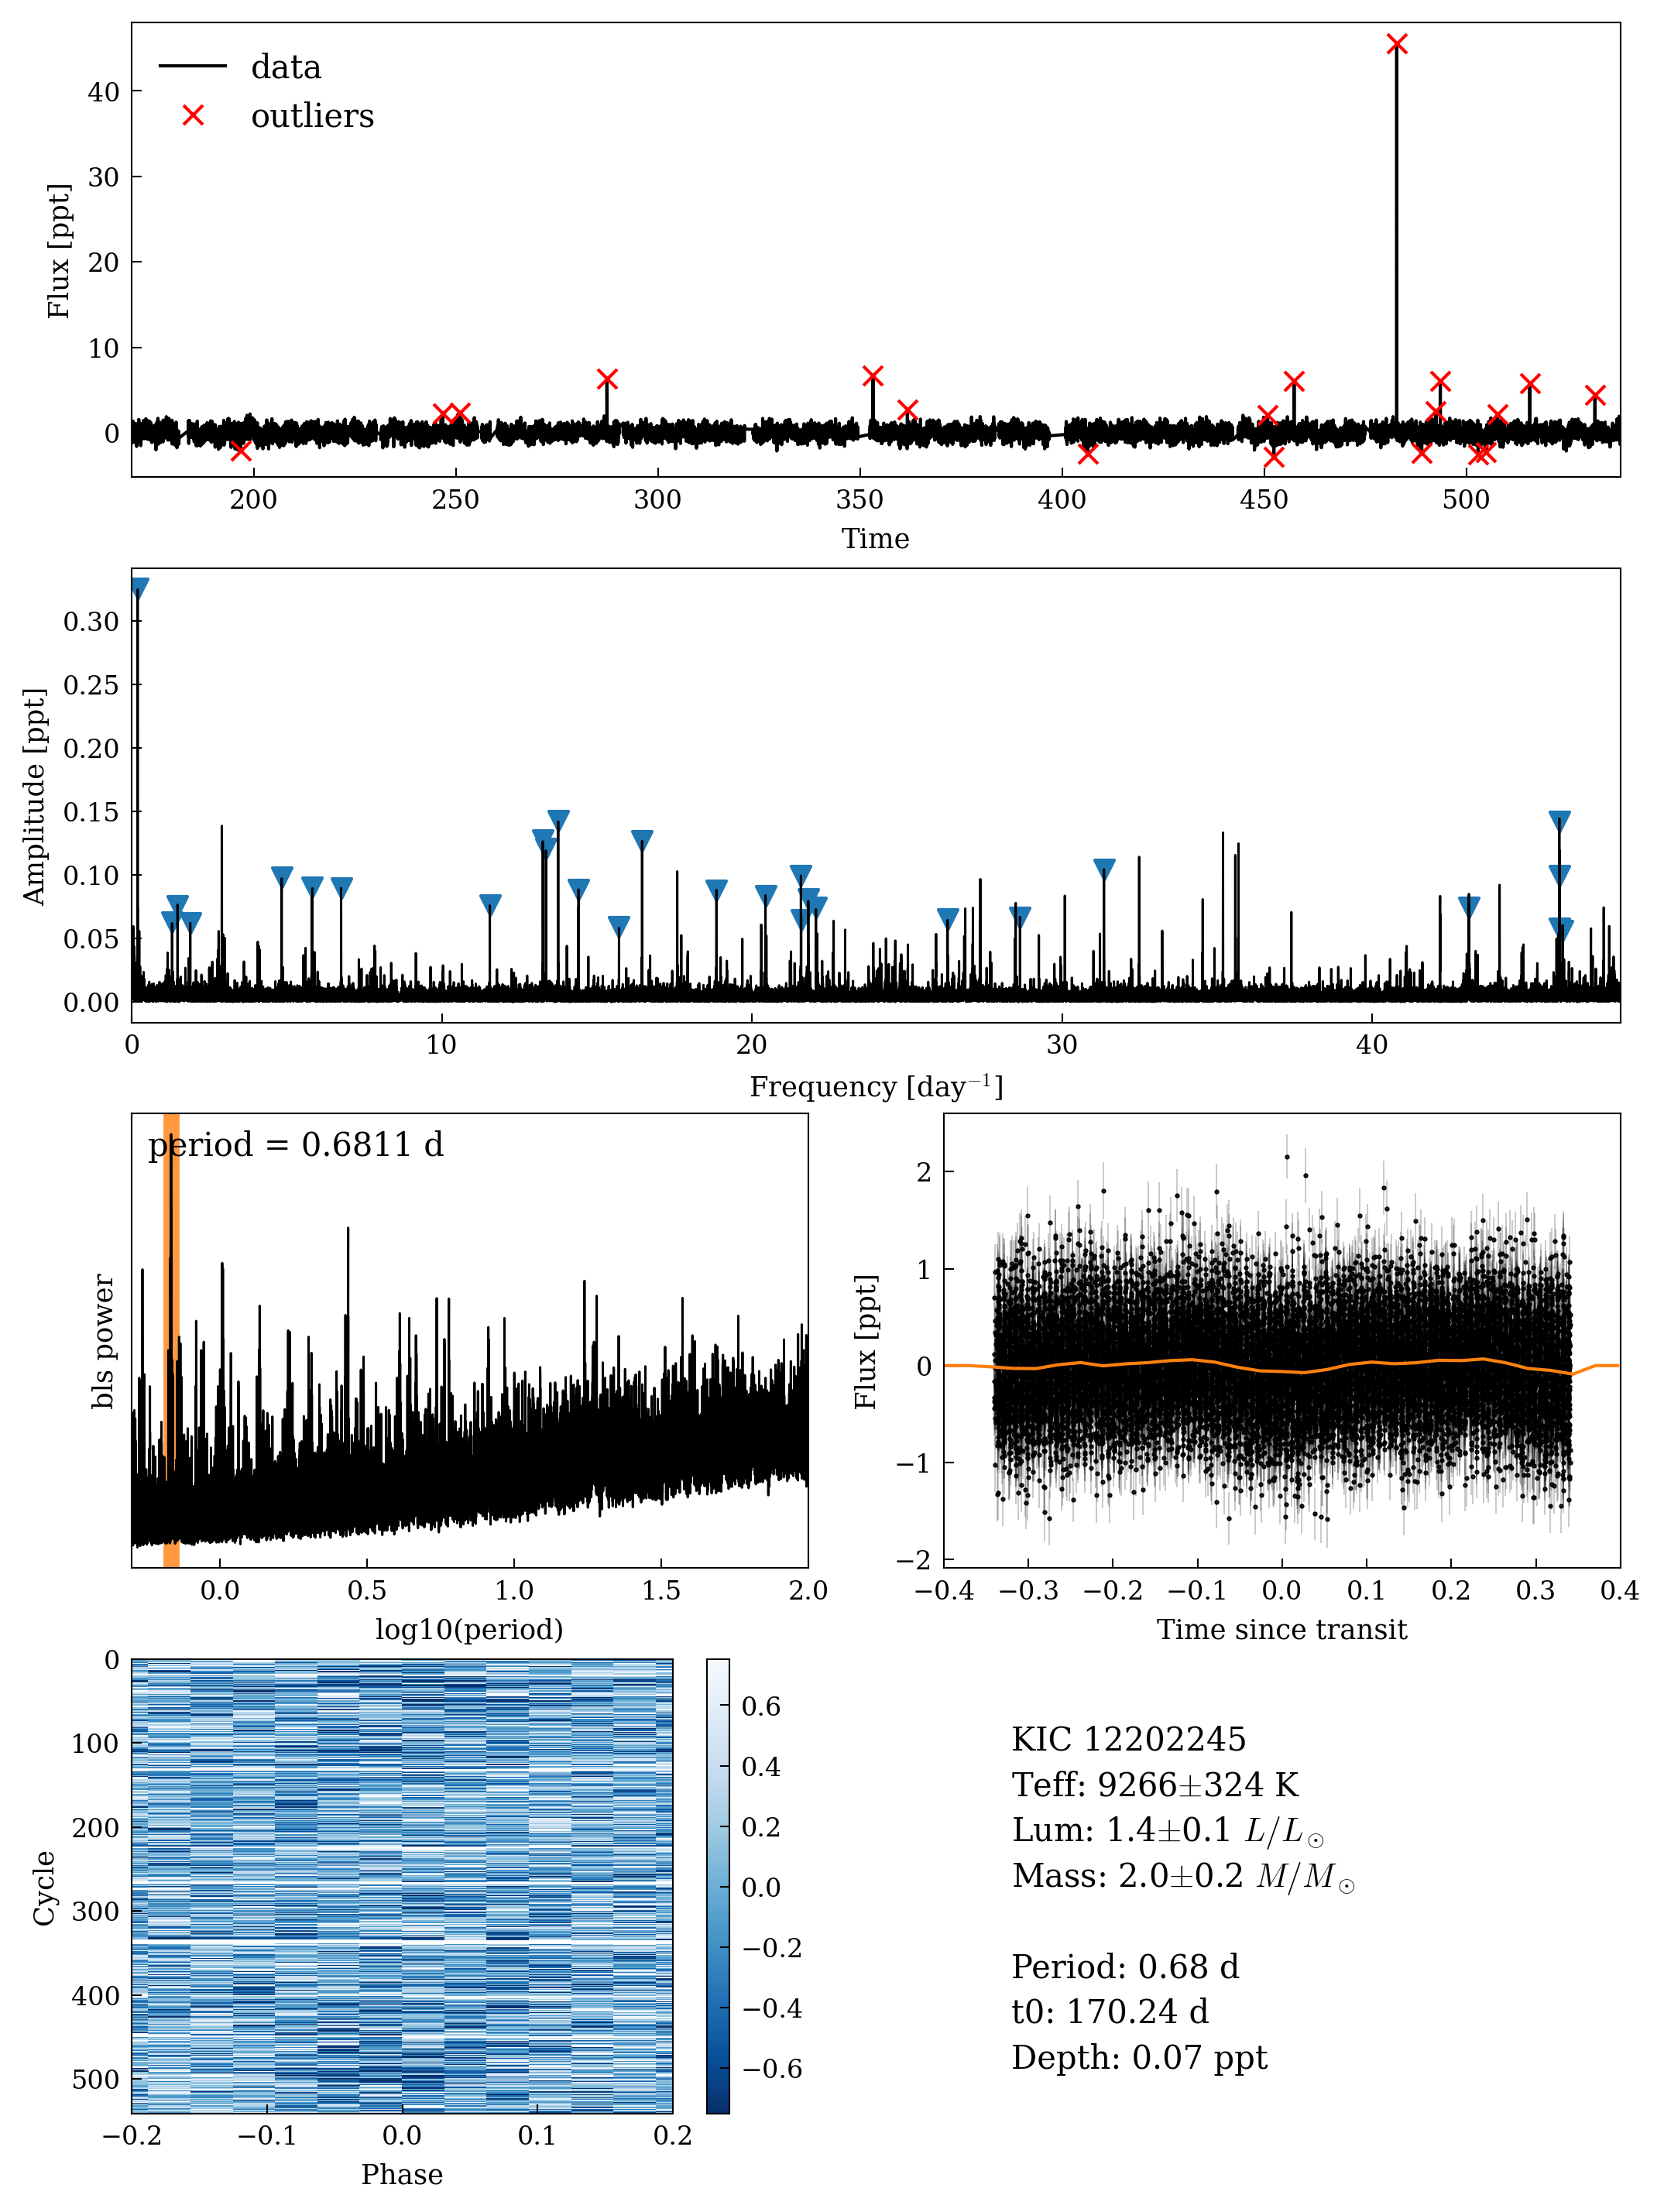 data
outliers
40
30
20
10
0
Flux [ppt]
200 250 300 350 400 450 500
Time
0.30
0.25
0.20
0.15
0.10
0.05
0.00
Amplitude [ppt]
0 10 20 30 40
Frequency [day⁻¹]
period = 0.6811 d
bls power
0.0 0.5 1.0 1.5 2.0
log10(period)
2
1
0
−1
−2
Flux [ppt]
−0.4 −0.3 −0.2 −0.1 0.0 0.1 0.2 0.3 0.4
Time since transit
0
100
200
300
400
500
Cycle
−0.2 −0.1 0.0 0.1 0.2
Phase
0.6
0.4
0.2
0.0
−0.2
−0.4
−0.6
KIC 12202245
Teff: 9266±324 K
Lum: 1.4±0.1 L/L⊙
Mass: 2.0±0.2 M/M⊙
Period: 0.68 d
t0: 170.24 d
Depth: 0.07 ppt